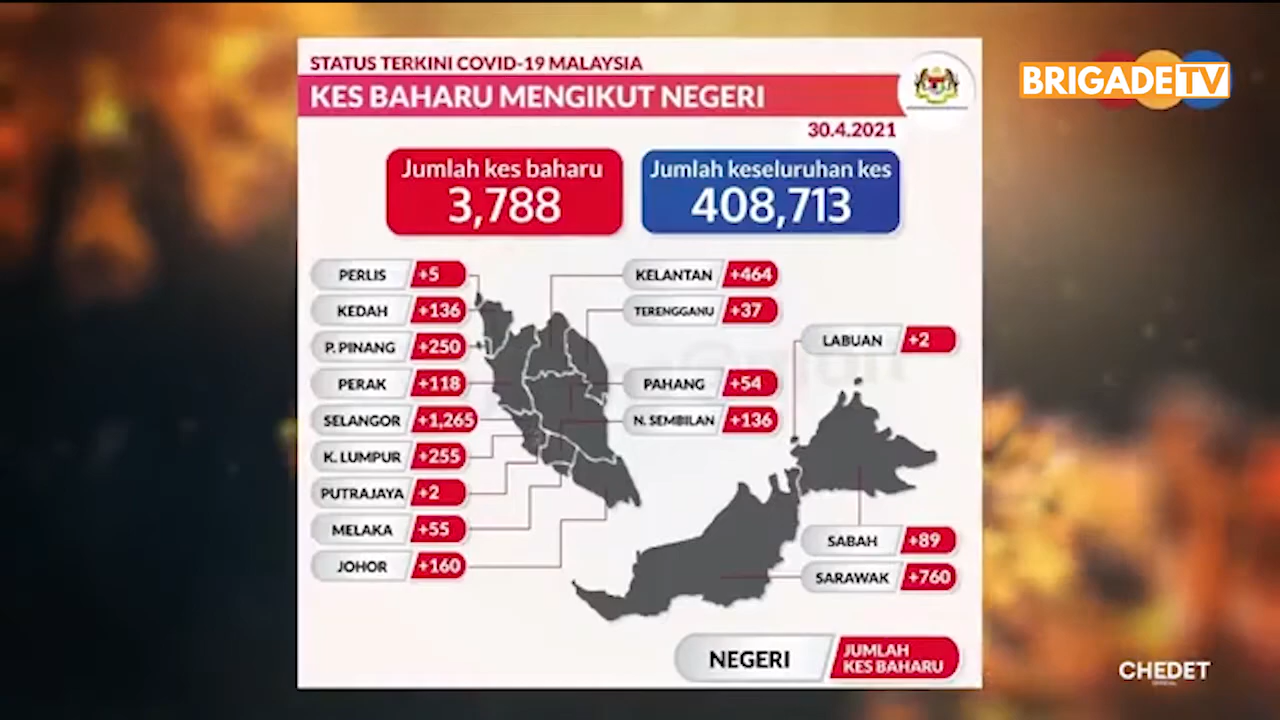 STATUS TERKINI COVID-19 MALAYSIA
KES BAHARU MENGIKUT NEGERI
BRIGADETV
30.4.2021
Jumlah kes baharu
3,788
Jumlah keseluruhan kes
408,713
PERLIS +5
KEDAH +136
P. PINANG +250
PERAK +118
SELANGOR +1,265
K. LUMPUR +255
PUTRAJAYA +2
MELAKA +55
JOHOR +160
KELANTAN +464
TERENGGANU +37
PAHANG +54
N. SEMBILAN +136
LABUAN +2
SABAH +89
SARAWAK +760
NEGERI
JUMLAH
KES BAHARU
CHEDET